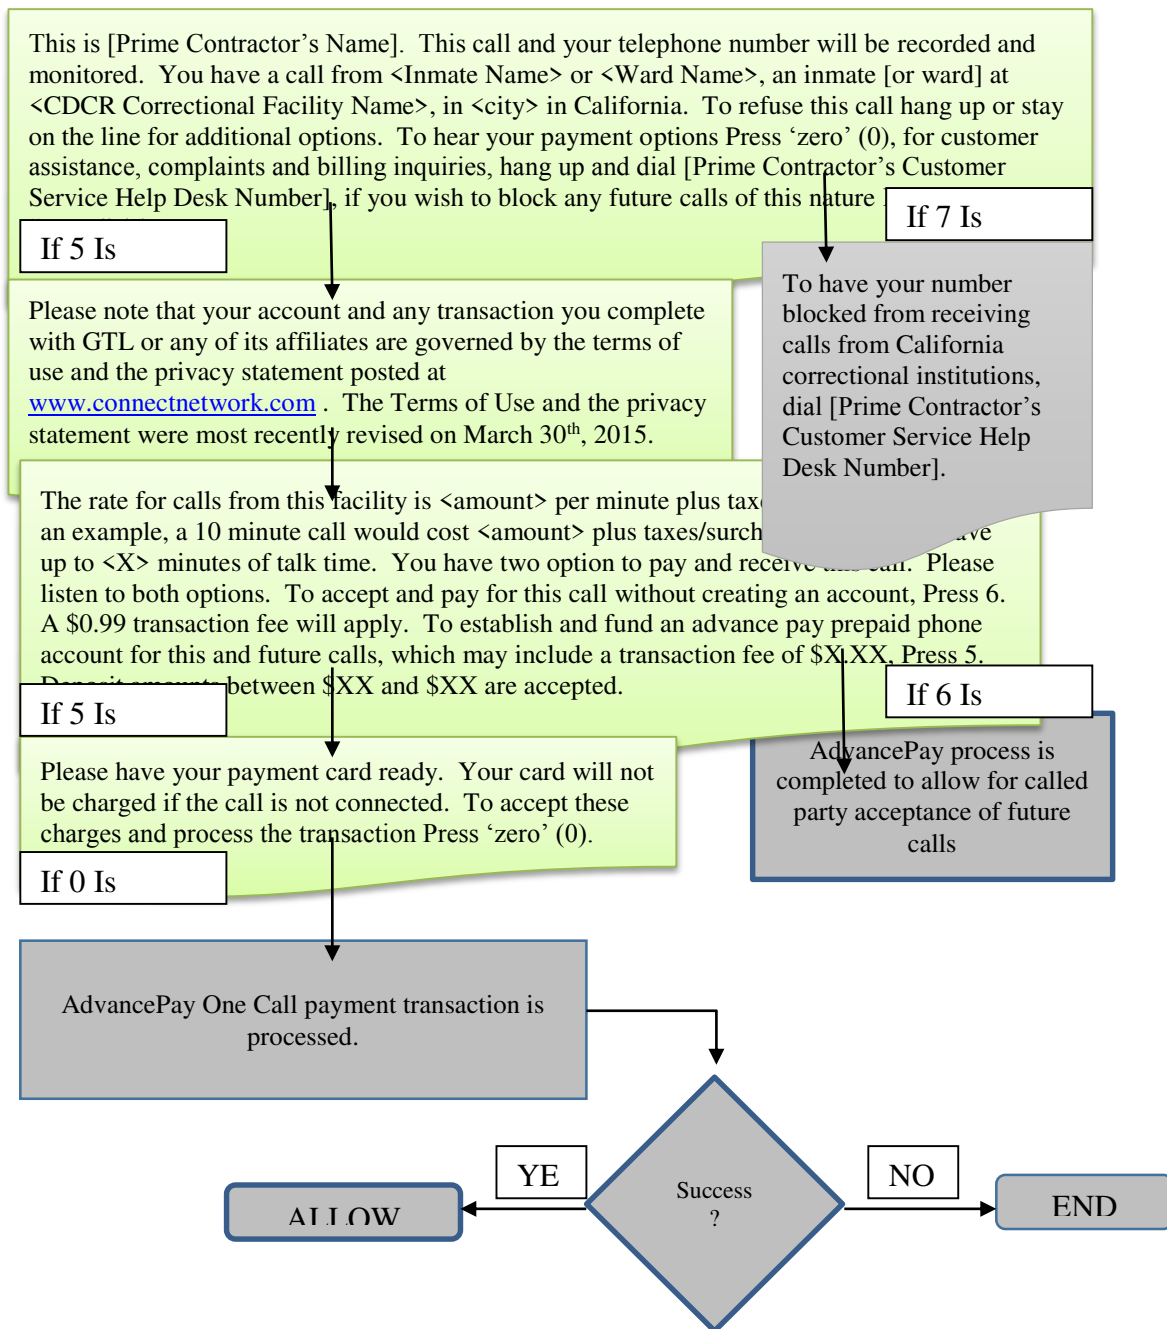 This is [Prime Contractor's Name].  This call and your telephone number will be recorded and
monitored.  You have a call from <Inmate Name> or <Ward Name>, an inmate [or ward] at
<CDCR Correctional Facility Name>, in <city> in California.  To refuse this call hang up or stay
on the line for additional options.  To hear your payment options Press 'zero' (0), for customer
assistance, complaints and billing inquiries, hang up and dial [Prime Contractor's Customer
Service Help Desk Number], if you wish to block any future calls of this nature
If 5 Is
If 7 Is
Please note that your account and any transaction you complete
with GTL or any of its affiliates are governed by the terms of
use and the privacy statement posted at
www.connectnetwork.com .  The Terms of Use and the privacy
statement were most recently revised on March 30th, 2015.
To have your number
blocked from receiving
calls from California
correctional institutions,
dial [Prime Contractor's
Customer Service Help
Desk Number].
The rate for calls from this facility is <amount> per minute plus
an example, a 10 minute call would cost <amount> plus
up to <X> minutes of talk time.  You have two option to pay and receive this call.  Please
listen to both options.  To accept and pay for this call without creating an account, Press 6.
A $0.99 transaction fee will apply.  To establish and fund an advance pay prepaid phone
account for this and future calls, which may include a transaction fee of $X.XX, Press 5.
Deposit amounts between $XX and $XX are accepted.
If 5 Is
If 6 Is
Please have your payment card ready.  Your card will not
be charged if the call is not connected.  To accept these
charges and process the transaction Press 'zero' (0).
AdvancePay process is
completed to allow for called
party acceptance of future
calls
If 0 Is
AdvancePay One Call payment transaction is
processed.
Success
?
YE
NO
ALLOW
END